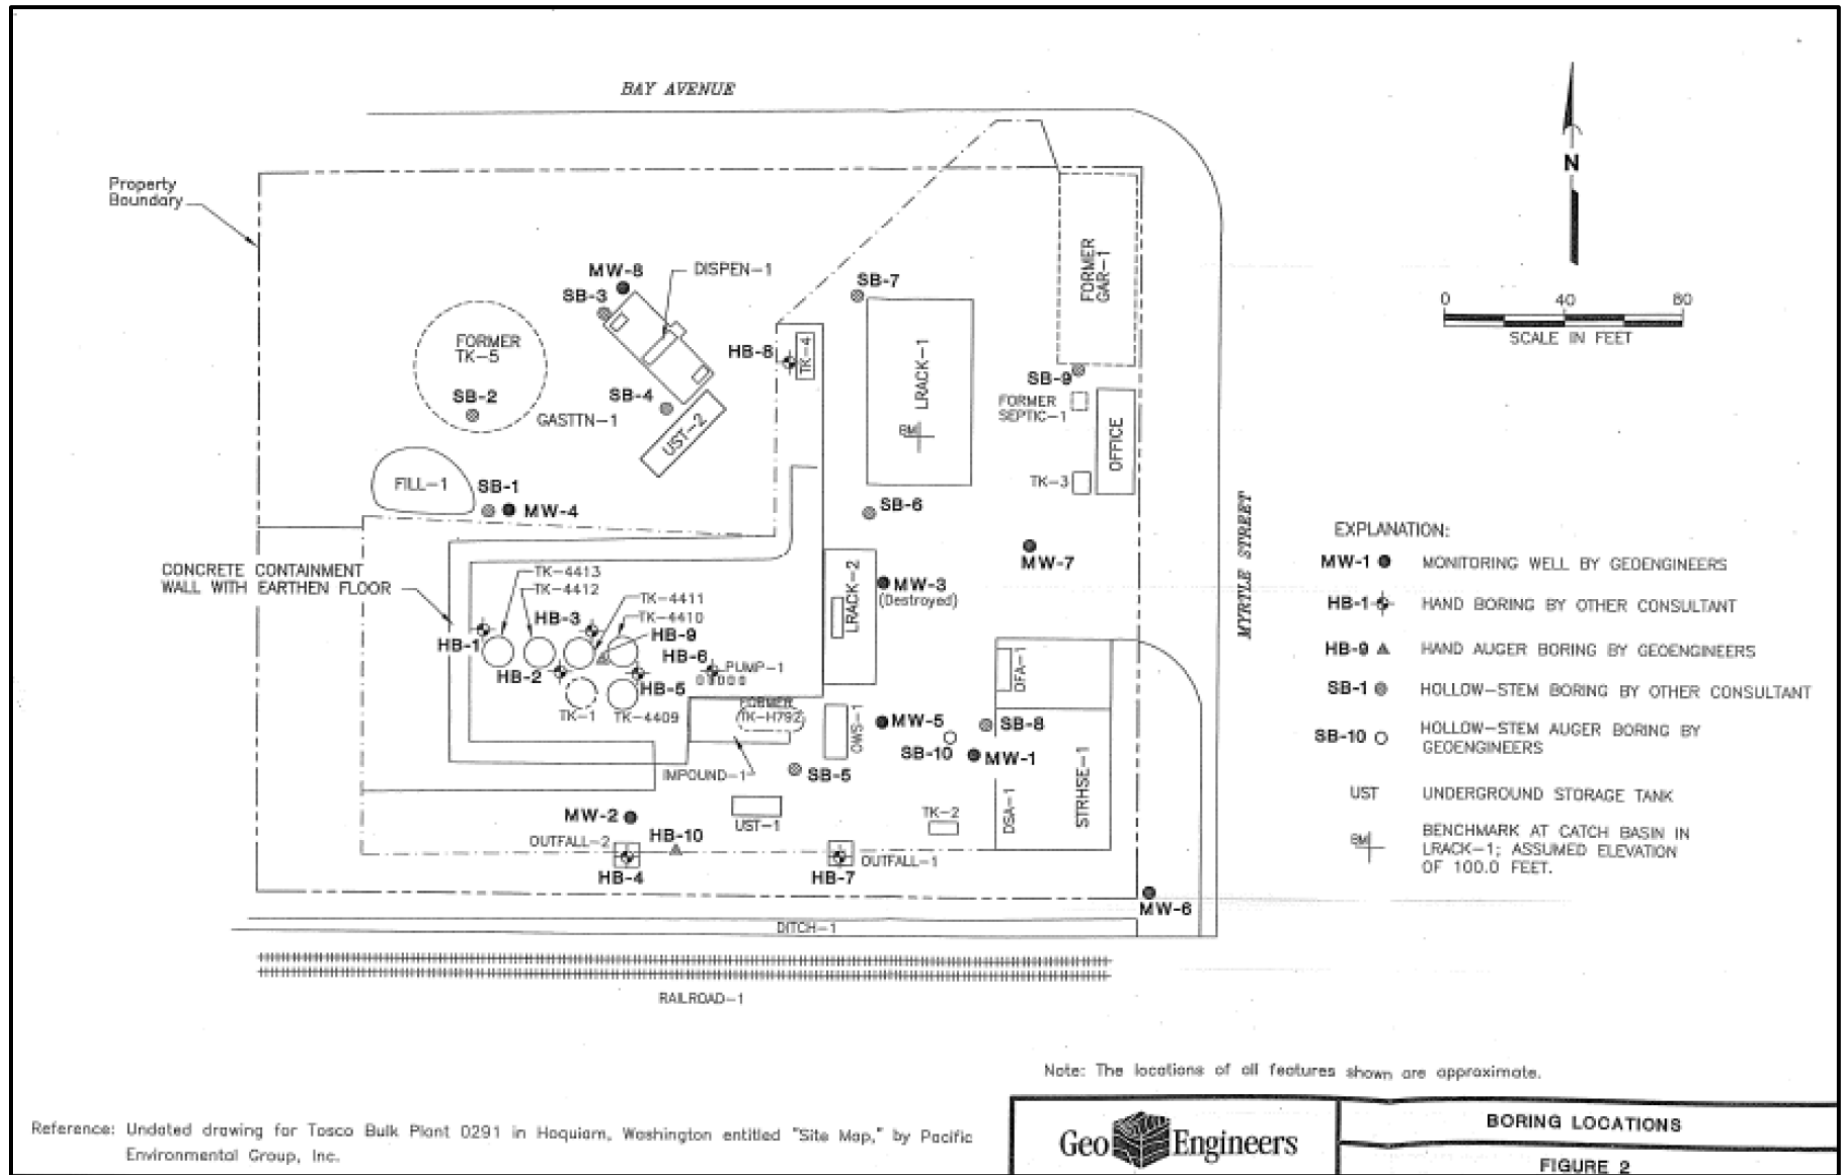 BAY AVENUE
Property
Boundary
N
0 40 80
SCALE IN FEET
MW-8
DISPEN-1
SB-3
SB-7
FORMER
GAR-1
FORMER
TK-5
HB-8
TK-4
LRACK-1
SB-9
SB-2
SB-4
GASTTN-1
UST-2
BM
FORMER
SEPTIC-1
OFFICE
FILL-1
SB-1
MW-4
TK-3
SB-6
MW-7
MYRTLE STREET
CONCRETE CONTAINMENT
WALL WITH EARTHEN FLOOR
TK-4413
TK-4412
TK-4411
TK-4410
HB-3
HB-1
HB-9
HB-6
PUMP-1
HB-2
HB-5
TK-1
TK-4409
LRACK-2
MW-3
(Destroyed)
FORMER
TK-H792
OWS-1
MW-5
SB-10
SB-8
MW-1
DFA-1
IMPOUND-1
SB-5
UST-1
TK-2
DSA-1
STRHSE-1
MW-2
OUTFALL-2
HB-10
HB-4
HB-7
OUTFALL-1
MW-6
DITCH-1
RAILROAD-1
EXPLANATION:
MW-1 MONITORING WELL BY GEOENGINEERS
HB-1 HAND BORING BY OTHER CONSULTANT
HB-9 HAND AUGER BORING BY GEOENGINEERS
SB-1 HOLLOW-STEM BORING BY OTHER CONSULTANT
SB-10 HOLLOW-STEM AUGER BORING BY
GEOENGINEERS
UST UNDERGROUND STORAGE TANK
BM BENCHMARK AT CATCH BASIN IN
LRACK-1; ASSUMED ELEVATION
OF 100.0 FEET.
Note: The locations of all features shown are approximate.
Reference: Undated drawing for Tosco Bulk Plant 0291 in Hoquiam, Washington entitled "Site Map," by Pacific
Environmental Group, Inc.
Geo Engineers
BORING LOCATIONS
FIGURE 2